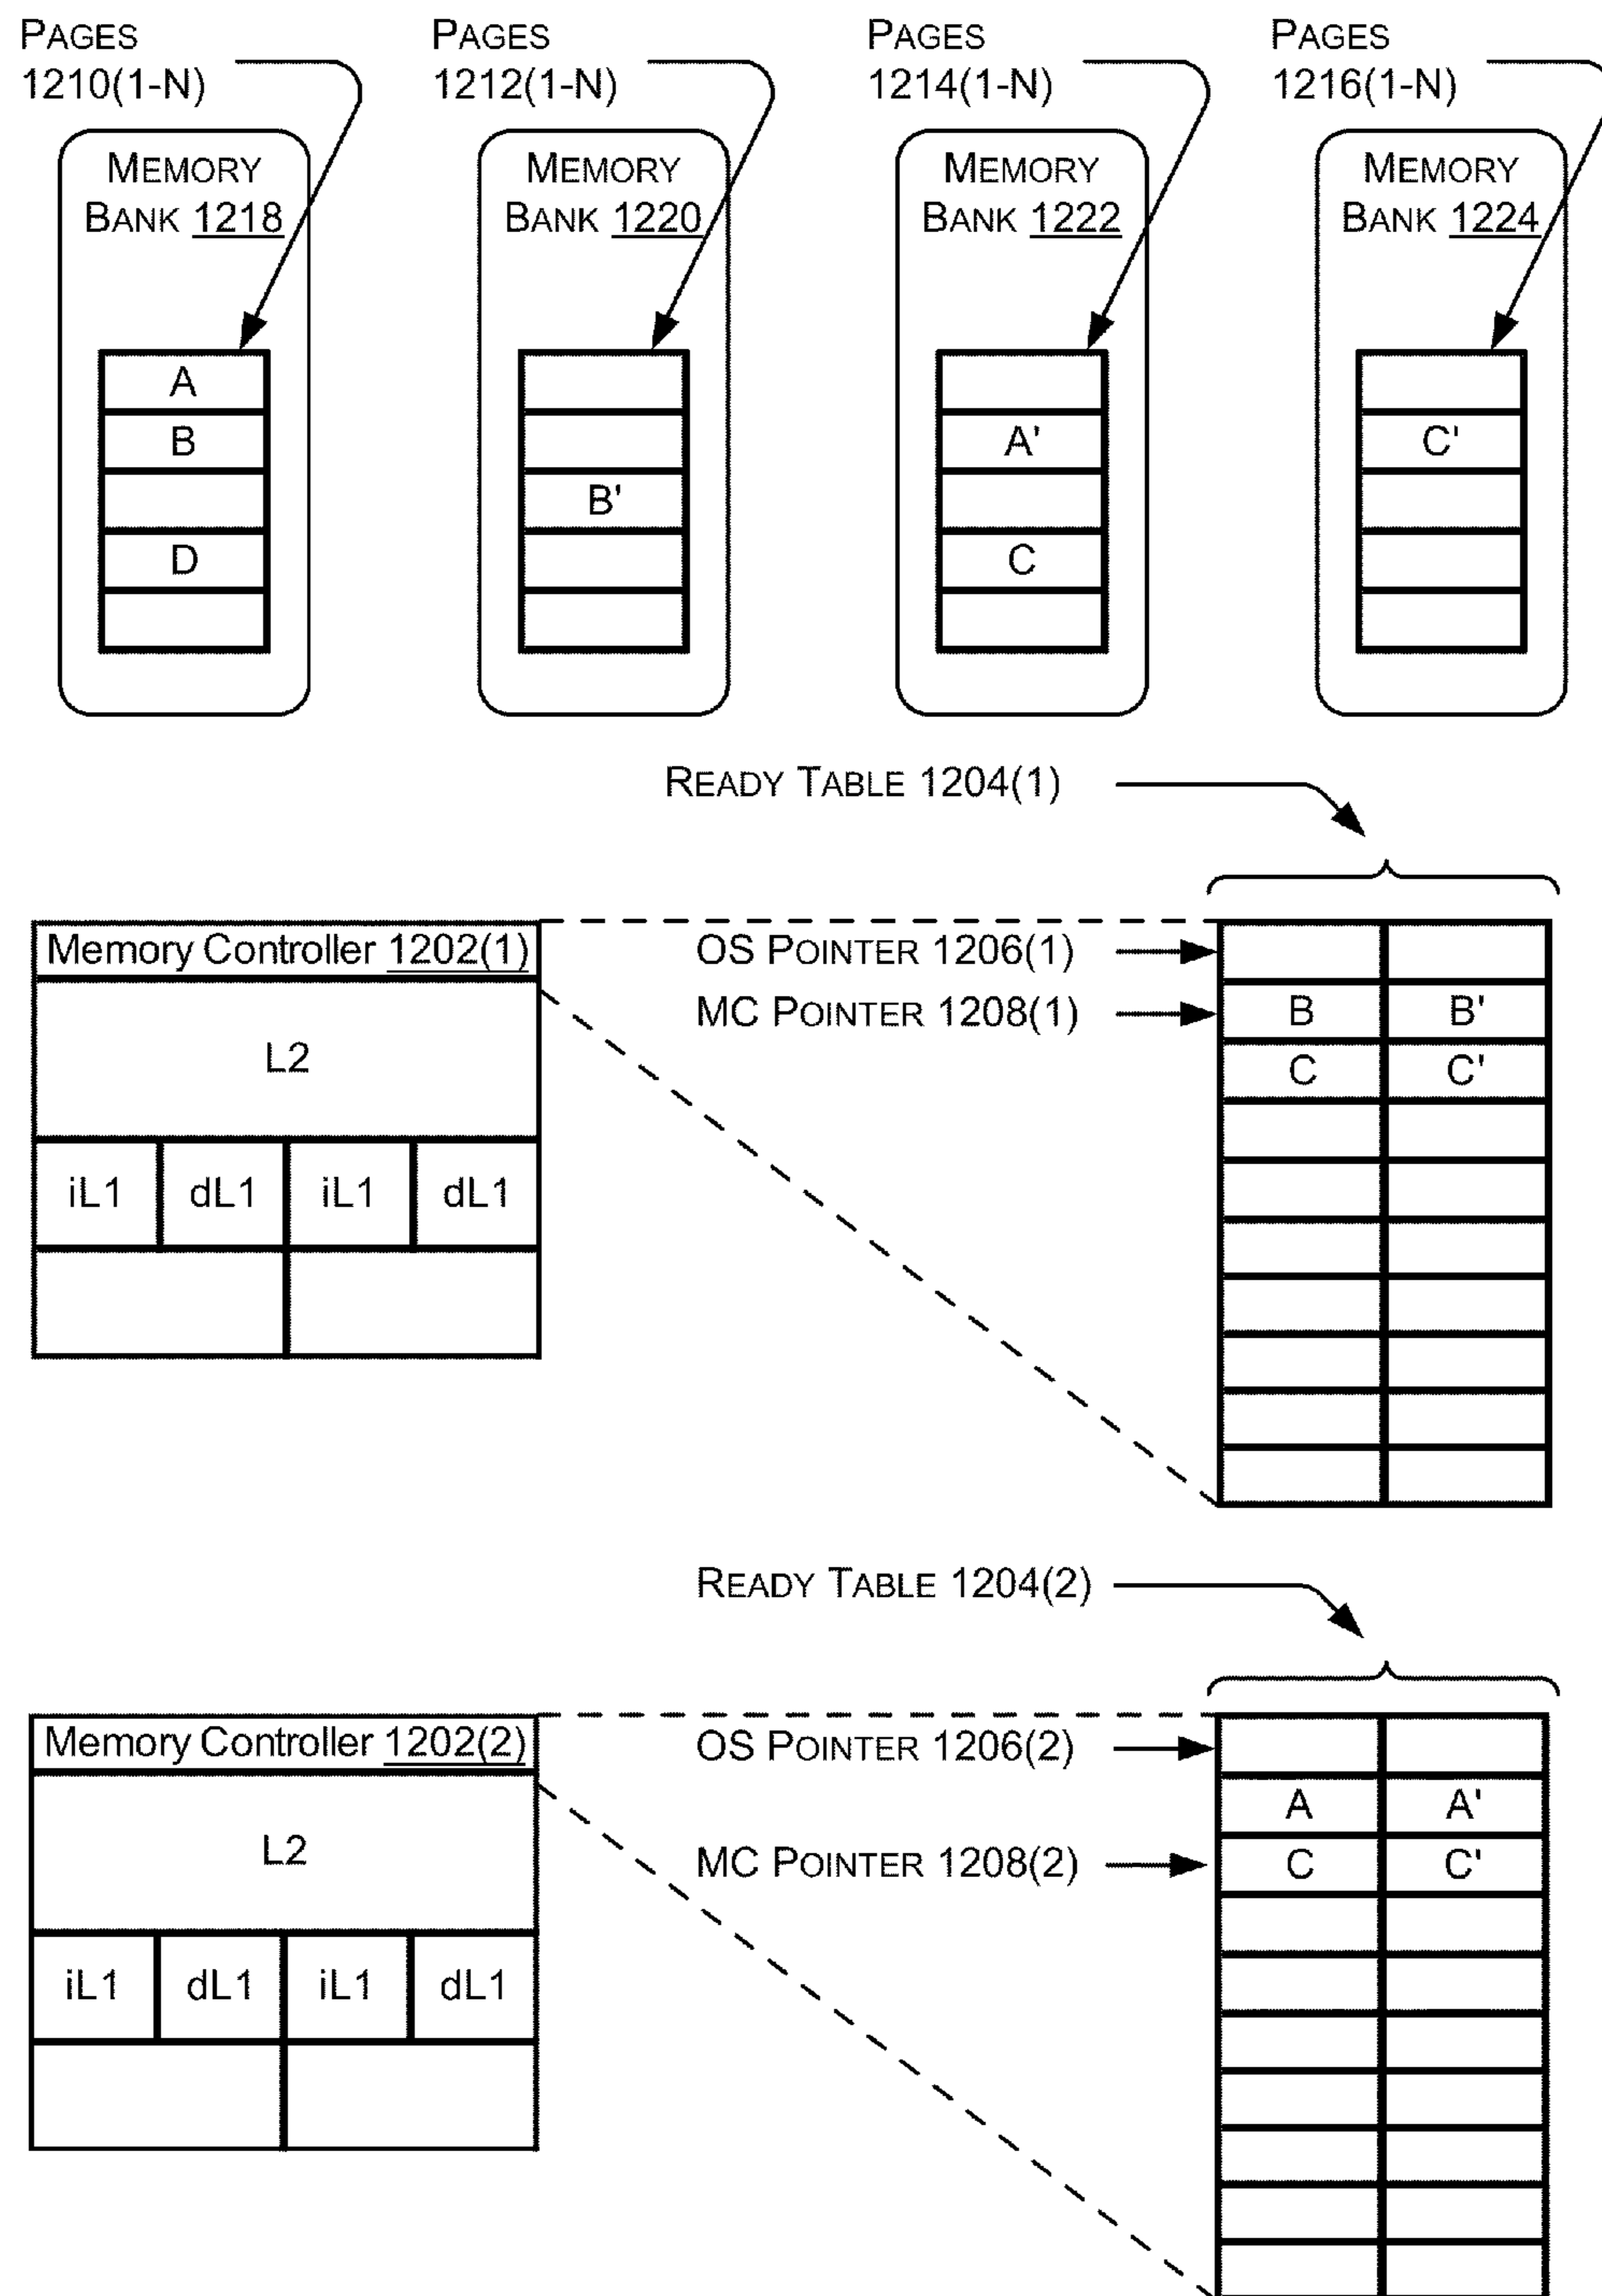 PAGES
1210(1-N)
PAGES
1212(1-N)
PAGES
1214(1-N)
PAGES
1216(1-N)
MEMORY
BANK 1218
MEMORY
BANK 1220
MEMORY
BANK 1222
MEMORY
BANK 1224
A
B
D
B'
A'
C
C'
READY TABLE 1204(1)
Memory Controller 1202(1)
L2
iL1 dL1 iL1 dL1
OS POINTER 1206(1)
MC POINTER 1208(1)
B B'
C C'
READY TABLE 1204(2)
Memory Controller 1202(2)
L2
iL1 dL1 iL1 dL1
OS POINTER 1206(2)
MC POINTER 1208(2)
A A'
C C'